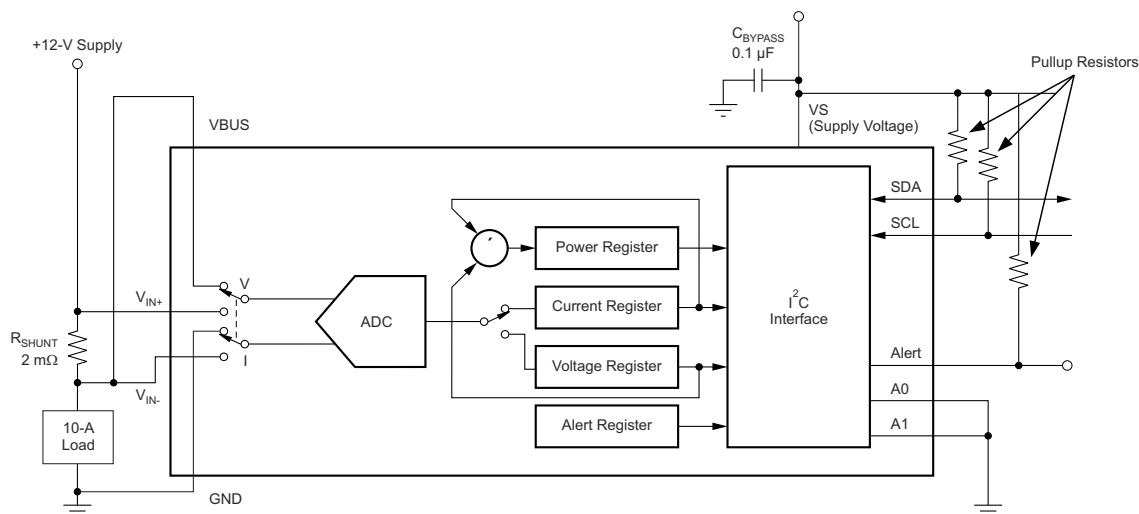 +12-V Supply
C_BYPASS
0.1 µF
Pullup Resistors
VBUS
VS
(Supply Voltage)
SDA
SCL
Power Register
V
V_IN+
ADC
Current Register
I²C
Interface
R_SHUNT
2 mΩ
I
Voltage Register
Alert
V_IN-
A0
10-A
Load
Alert Register
A1
GND